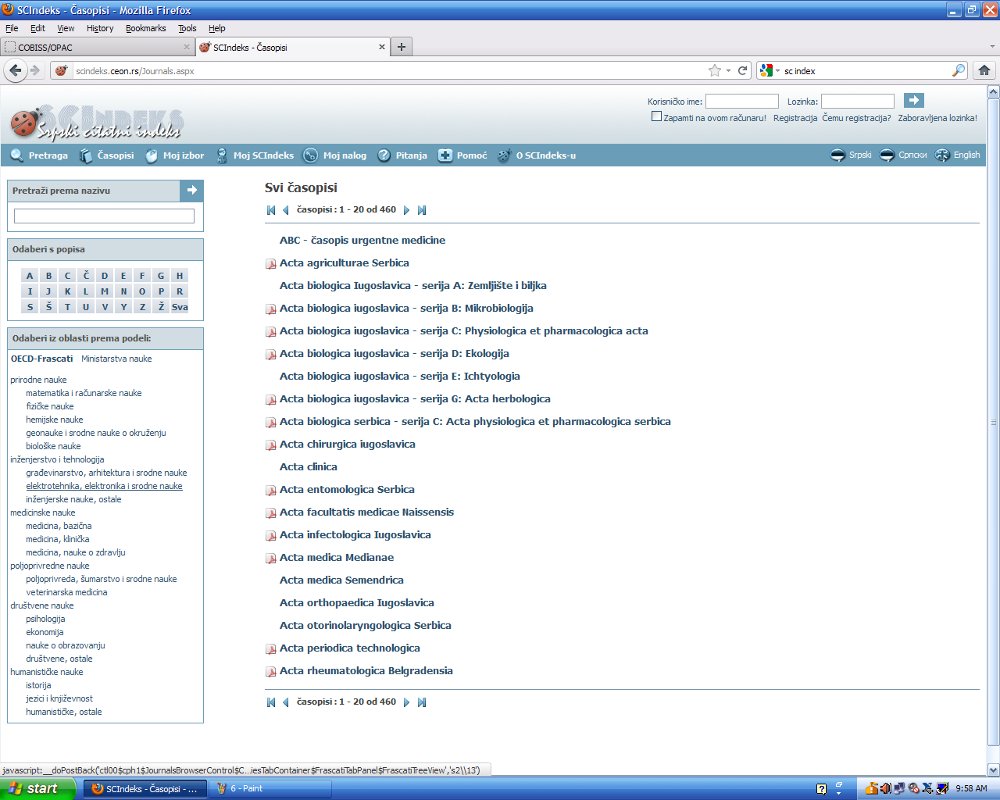 SCIndeks - Časopisi - Mozilla Firefox
File Edit View History Bookmarks Tools Help
COBISS/OPAC
SCIndeks - Časopisi
scindeks.ceon.rs/Journals.aspx
sc index
SCIndeks
Srpski citatni indeks
Korisničko ime: Lozinka:
Zapamti na ovom računaru! Registracija Čemu registracija? Zaboravljena lozinka!
Pretraga Časopisi Moj izbor Moj SCIndeks Moj nalog Pitanja Pomoć O SCIndeks-u Srpski Српски English
Pretraži prema nazivu
Odaberi s popisa
A B C Č D E F G H
I J K L M N O P R
S Š T U V Y Z Ž Sva
Odaberi iz oblasti prema podeli:
OECD-Frascati Ministarstva nauke
prirodne nauke
matematika i računarske nauke
fizičke nauke
hemijske nauke
geonauke i srodne nauke o okruženju
biološke nauke
inženjerstvo i tehnologija
građevinarstvo, arhitektura i srodne nauke
elektrotehnika, elektronika i srodne nauke
inženjerske nauke, ostale
medicinske nauke
medicina, bazična
medicina, klinička
medicina, nauke o zdravlju
poljoprivredne nauke
poljoprivreda, šumarstvo i srodne nauke
veterinarska medicina
društvene nauke
psihologija
ekonomija
nauke o obrazovanju
društvene, ostale
humanističke nauke
istorija
jezici i književnost
humanističke, ostale
Svi časopisi
časopisi : 1 - 20 od 460
ABC - časopis urgentne medicine
Acta agriculturae Serbica
Acta biologica Iugoslavica - serija A: Zemljište i biljka
Acta biologica iugoslavica - serija B: Mikrobiologija
Acta biologica iugoslavica - serija C: Physiologica et pharmacologica acta
Acta biologica iugoslavica - serija D: Ekologija
Acta biologica iugoslavica - serija E: Ichtyologia
Acta biologica iugoslavica - serija G: Acta herbologica
Acta biologica serbica - serija C: Acta physiologica et pharmacologica serbica
Acta chirurgica iugoslavica
Acta clinica
Acta entomologica Serbica
Acta facultatis medicae Naissensis
Acta infectologica Iugoslavica
Acta medica Medianae
Acta medica Semendrica
Acta orthopaedica Iugoslavica
Acta otorinolaryngologica Serbica
Acta periodica technologica
Acta rheumatologica Belgradensia
časopisi : 1 - 20 od 460
javascript:__doPostBack('ctl00$cph1$JournalsBrowserControl$C...iesTabContainer$FrascatiTabPanel$FrascatiTreeView','s2\\13')
start SCIndeks - Časopisi - ... 6 - Paint 9:58 AM